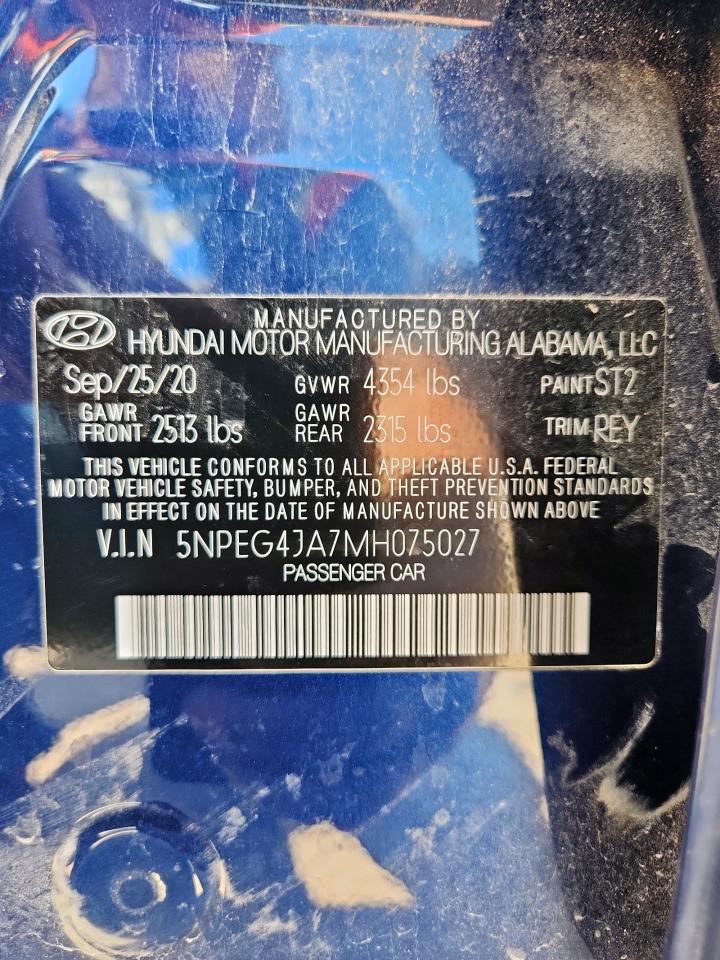 MANUFACTURED BY
HYUNDAI MOTOR MANUFACTURING ALABAMA, LLC
Sep/25/20 GVWR 4354 lbs PAINT ST2
GAWR FRONT 2513 lbs GAWR REAR 2315 lbs TRIM REY
THIS VEHICLE CONFORMS TO ALL APPLICABLE U.S.A. FEDERAL
MOTOR VEHICLE SAFETY, BUMPER, AND THEFT PREVENTION STANDARDS
IN EFFECT ON THE DATE OF MANUFACTURE SHOWN ABOVE
V.I.N 5NPEG4JA7MH075027
PASSENGER CAR